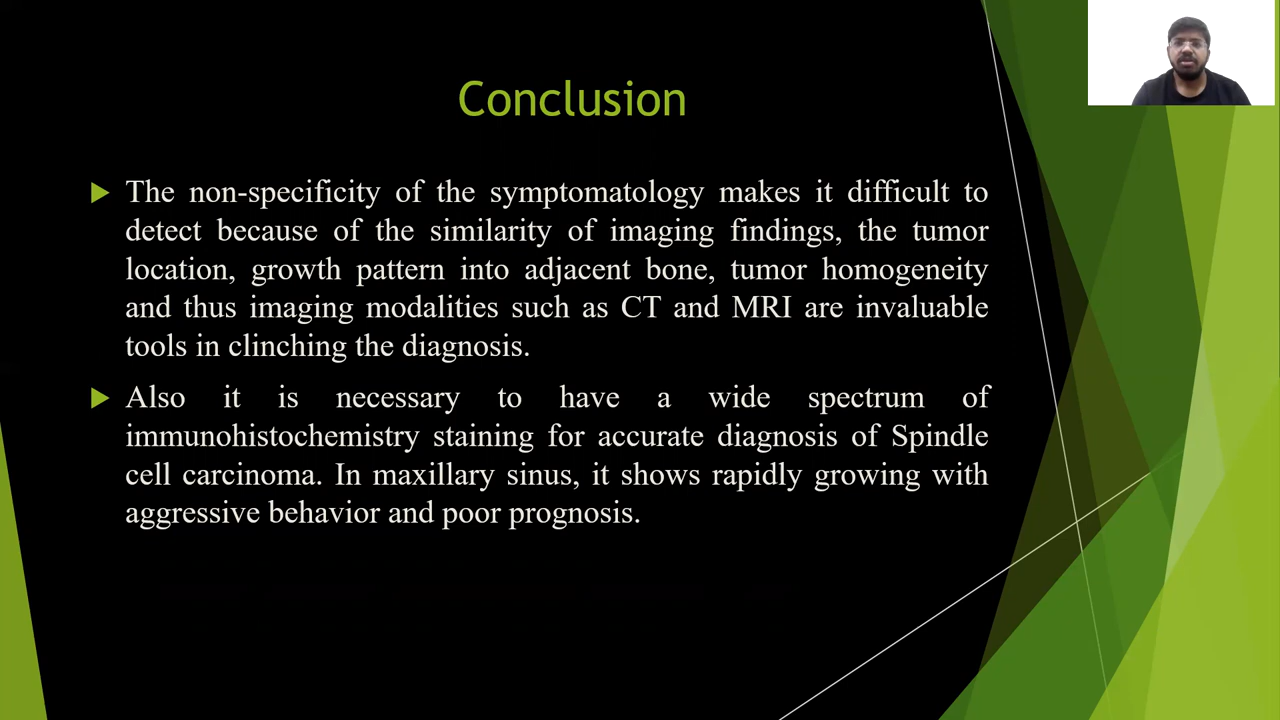 Conclusion
The non-specificity of the symptomatology makes it difficult to
detect because of the similarity of imaging findings, the tumor
location, growth pattern into adjacent bone, tumor homogeneity
and thus imaging modalities such as CT and MRI are invaluable
tools in clinching the diagnosis.
Also it is necessary to have a wide spectrum of
immunohistochemistry staining for accurate diagnosis of Spindle
cell carcinoma. In maxillary sinus, it shows rapidly growing with
aggressive behavior and poor prognosis.